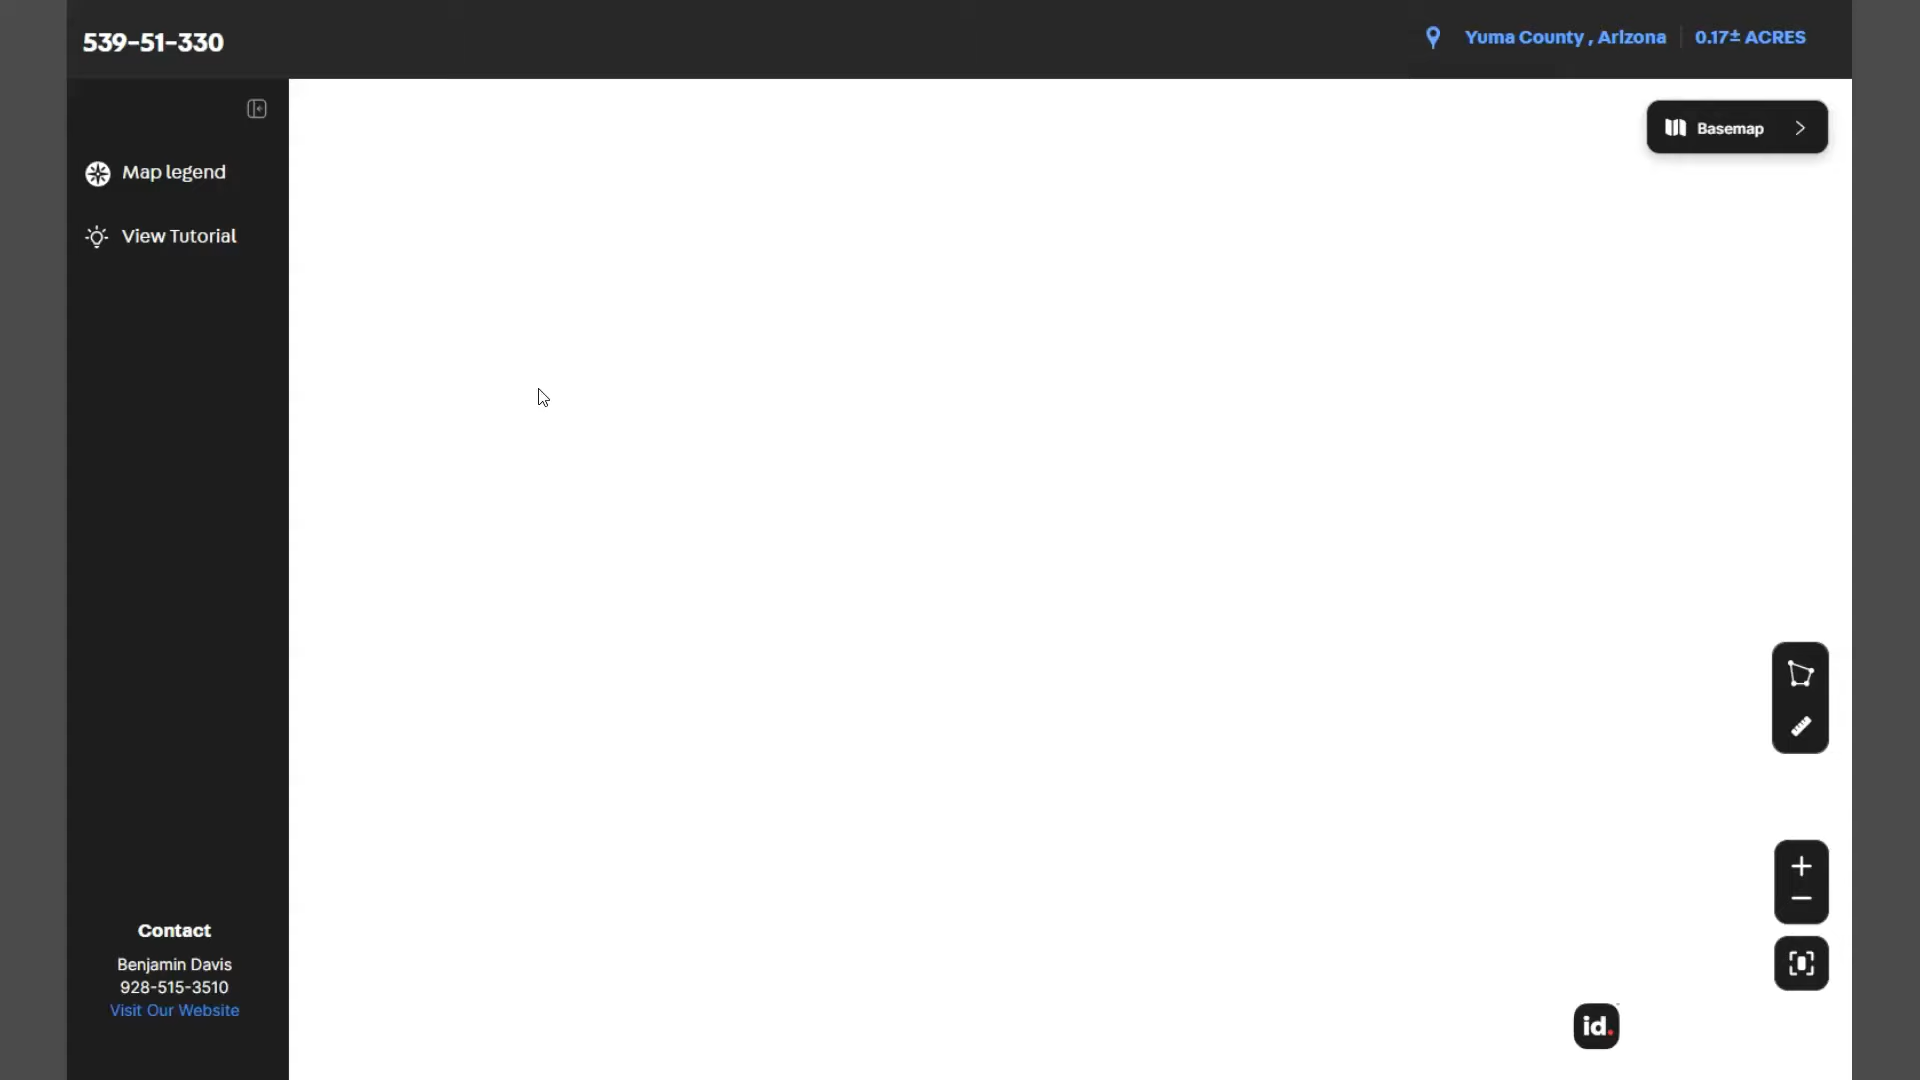 539-51-330
Yuma County , Arizona
0.17± ACRES
Basemap
Map legend
View Tutorial
Contact
Benjamin Davis
928-515-3510
Visit Our Website
id.